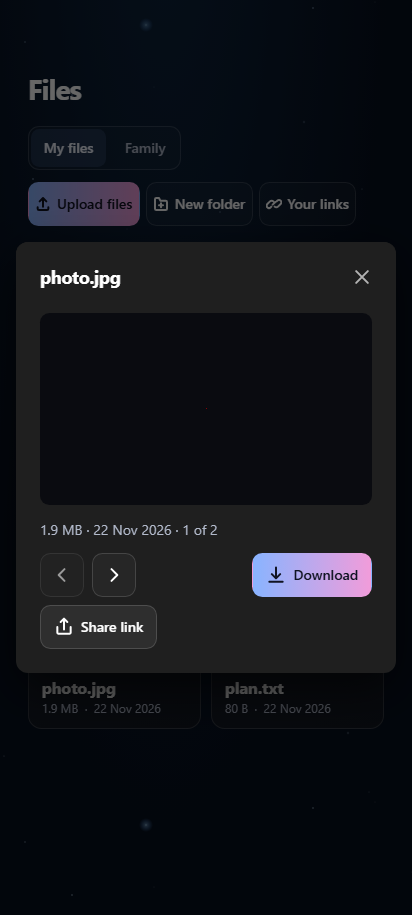 Files
My files
Family
Upload files
New folder
Your links
photo.jpg
1.9 MB · 22 Nov 2026 · 1 of 2
Download
Share link
photo.jpg
1.9 MB · 22 Nov 2026
plan.txt
80 B · 22 Nov 2026